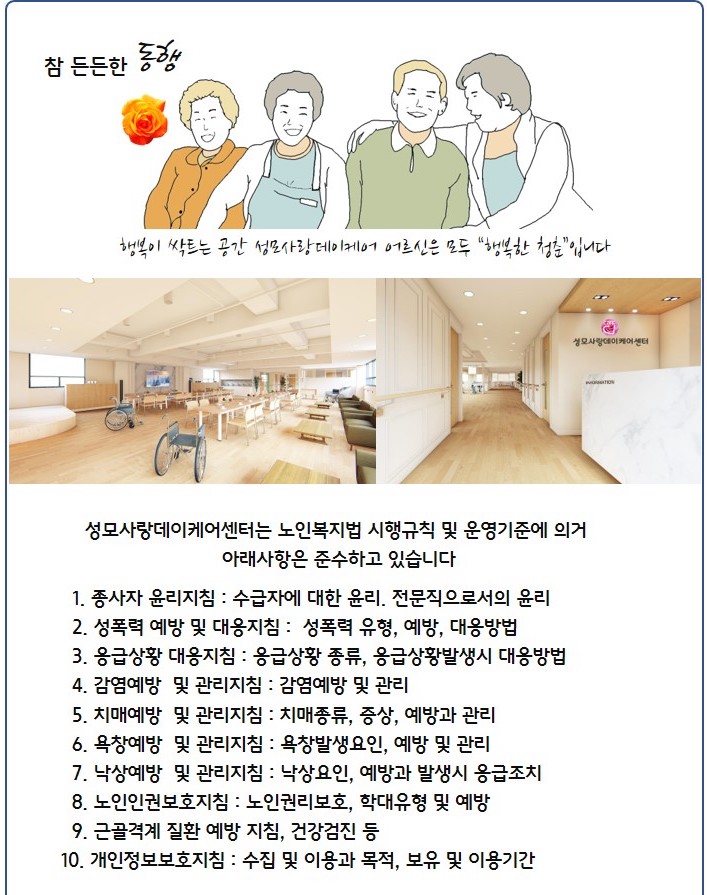 참 든든한 동행
행복이 싹트는 공간 성모사랑데이케어 어르신은 모두 “행복한 청춘”입니다
성모사랑데이케어센터
INFORMATION
성모사랑데이케어센터는 노인복지법 시행규칙 및 운영기준에 의거
아래사항은 준수하고 있습니다
1. 종사자 윤리지침 : 수급자에 대한 윤리. 전문직으로서의 윤리
2. 성폭력 예방 및 대응지침 : 성폭력 유형, 예방, 대응방법
3. 응급상황 대응지침 : 응급상황 종류, 응급상황발생시 대응방법
4. 감염예방 및 관리지침 : 감염예방 및 관리
5. 치매예방 및 관리지침 : 치매종류, 증상, 예방과 관리
6. 욕창예방 및 관리지침 : 욕창발생요인, 예방 및 관리
7. 낙상예방 및 관리지침 : 낙상요인, 예방과 발생시 응급조치
8. 노인인권보호지침 : 노인권리보호, 학대유형 및 예방
9. 근골격계 질환 예방 지침, 건강검진 등
10. 개인정보보호지침 : 수집 및 이용과 목적, 보유 및 이용기간